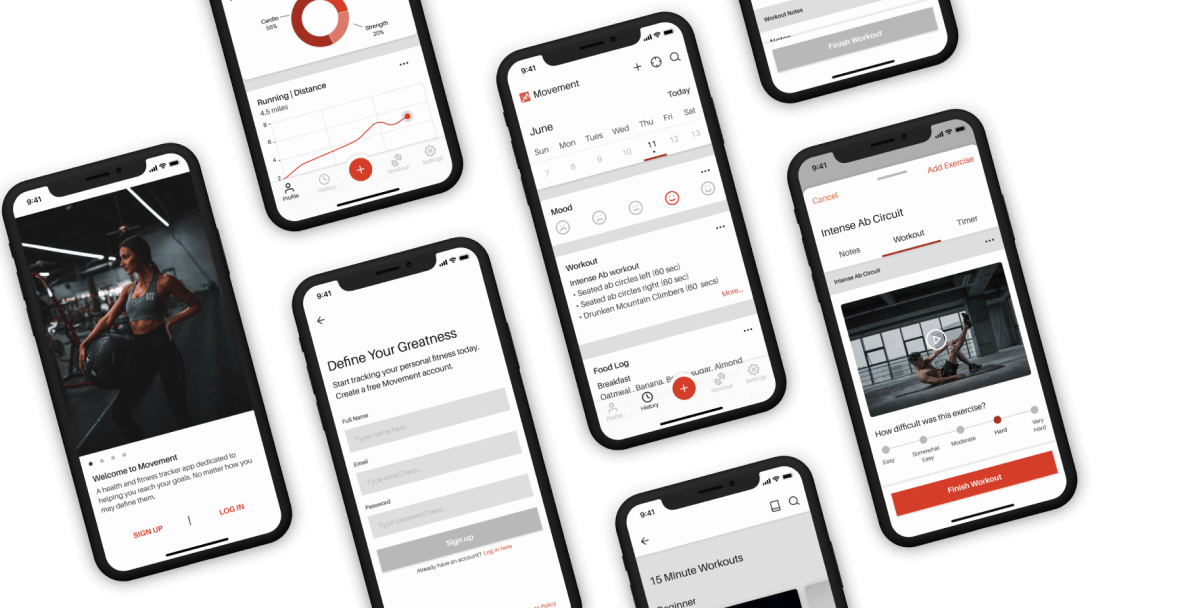 9:41
Welcome to Movement
A health and fitness tracker app dedicated to
helping you reach your goals. No matter how you
may define them.
SIGN UP | LOG IN
Cardio
55%
Strength
20%
Running | Distance
4.5 miles
8
6
4
2
Profile
History
Workout
Settings
9:41
Define Your Greatness
Start tracking your personal fitness today.
Create a free Movement account.
Full Name
Type name here...
Email
Type email here...
Password
Type password here...
Sign up
Already have an account? Log in here
Policy
9:41
Movement
Today
June
Sun Mon Tues Wed Thu Fri Sat
7 8 9 10 11 12 13
Mood
Workout
Intense Ab workout
• Seated ab circles left (60 sec)
• Seated ab circles right (60 sec)
• Drunken Mountain Climbers (60 secs)
More...
Food Log
Breakfast
Oatmeal, Banana, sugar, Almond
Profile
History
Workout
Settings
9:41
15 Minute Workouts
Beginner
Workout Notes
Notes
Finish Workout
9:41
Cancel
Add Exercise
Intense Ab Circuit
Notes Workout Timer
Intense Ab Circuit
How difficult was this exercise?
Easy
Somewhat
Easy
Moderate
Hard
Very
Hard
Finish Workout